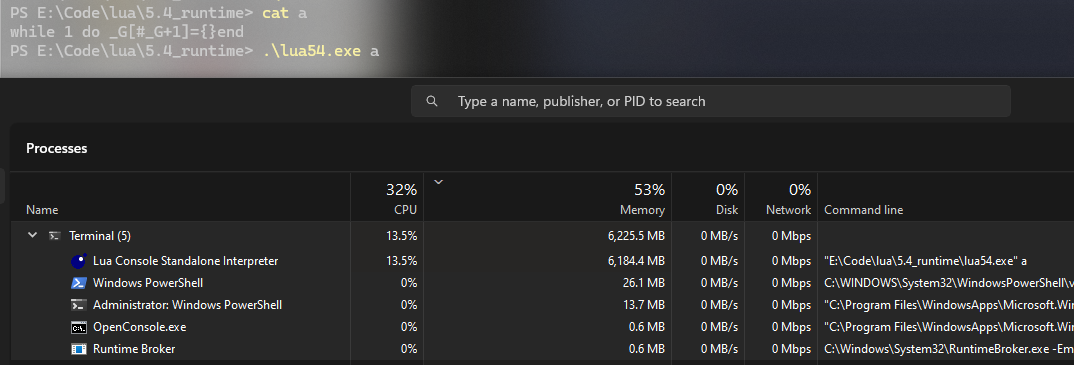 PS E:\Code\lua\5.4_runtime> cat a
while 1 do _G[#_G+1]={}end
PS E:\Code\lua\5.4_runtime> .\lua54.exe a
Type a name, publisher, or PID to search
Processes
32% 53% 0% 0%
Name CPU Memory Disk Network Command line
Terminal (5) 13.5% 6,225.5 MB 0 MB/s 0 Mbps
Lua Console Standalone Interpreter 13.5% 6,184.4 MB 0 MB/s 0 Mbps "E:\Code\lua\5.4_runtime\lua54.exe" a
Windows PowerShell 0% 26.1 MB 0 MB/s 0 Mbps C:\WINDOWS\System32\WindowsPowerShell\v
Administrator: Windows PowerShell 0% 13.7 MB 0 MB/s 0 Mbps "C:\Program Files\WindowsApps\Microsoft.Win
OpenConsole.exe 0% 0.6 MB 0 MB/s 0 Mbps "C:\Program Files\WindowsApps\Microsoft.Win
Runtime Broker 0% 0.6 MB 0 MB/s 0 Mbps C:\Windows\System32\RuntimeBroker.exe -Em